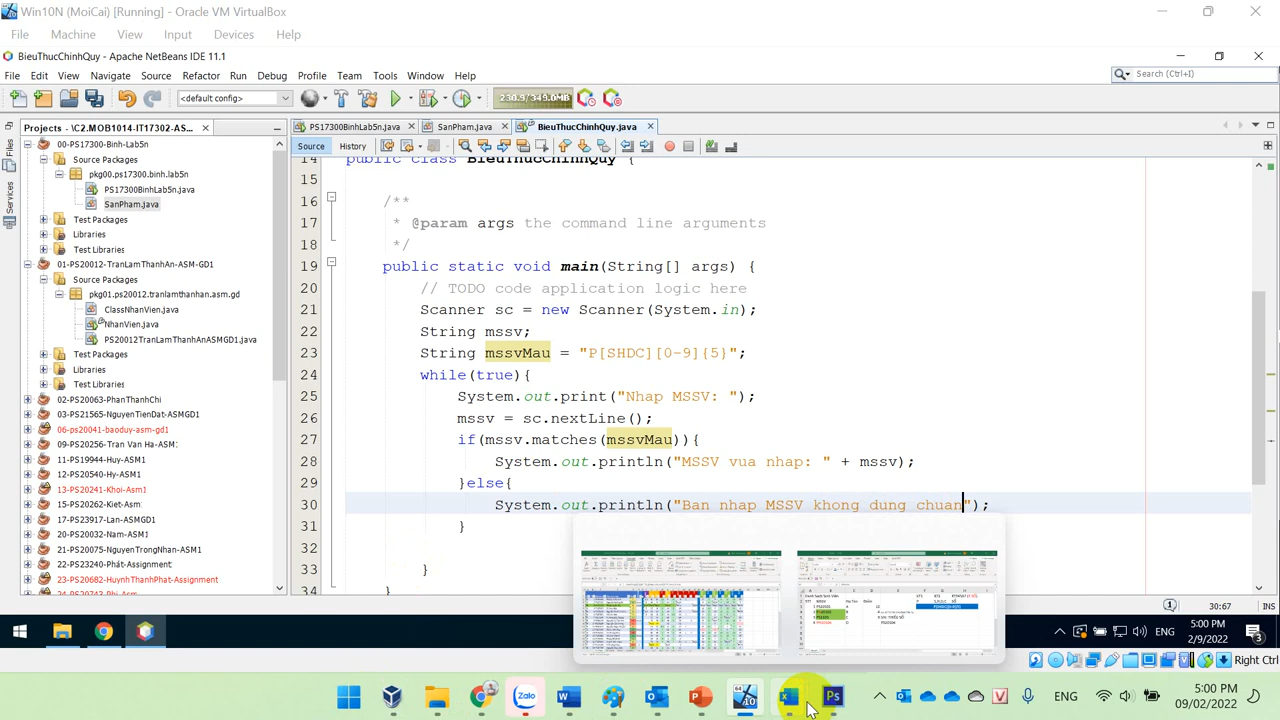 Win10N (MoiCai) [Running] - Oracle VM VirtualBox
File Machine View Input Devices Help
BieuThucChinhQuy - Apache NetBeans IDE 11.1
File Edit View Navigate Source Refactor Run Debug Profile Team Tools Window Help
Search (Ctrl+I)
<default config>
230.9/348.0MB
Projects - \C2.MOB1014-IT17302-AS...
PS17300BinhLab5n.java
SanPham.java
BieuThucChinhQuy.java
Source History
Files
Services
00-PS17300-Binh-Lab5n
Source Packages
pkg00.ps17300.binh.lab5n
PS17300BinhLab5n.java
SanPham.java
Test Packages
Libraries
Test Libraries
01-PS20012-TranLamThanhAn-ASM-GD1
Source Packages
pkg01.ps20012.tranlamthanhan.asm.gd
ClassNhanVien.java
NhanVien.java
PS20012TranLamThanhAnASMGD1.java
Test Packages
Libraries
Test Libraries
02-PS20063-PhanThanhChi
03-PS21565-NguyenTienDat-ASMGD1
06-ps20041-baoduy-asm-gd1
09-PS20256-Tran Van Ha-ASM:
11-PS19944-Huy-ASM1
12-PS20540-Hy-ASM1
13-PS20241-Khoi-Asm1
15-PS20262-Kiet-Asm
17-PS23917-Lan-ASMGD1
21-PS20075-NguyenTrongNhan-ASM1
22-PS23240-Phat-Assignment
23-PS20682-HuynhThanhPhat-Assignment
14 public class BieuThucChinhQuy {
15
16 /**
17 * @param args the command line arguments
18 */
19 public static void main(String[] args) {
20 // TODO code application logic here
21 Scanner sc = new Scanner(System.in);
22 String mssv;
23 String mssvMau = "P[SHDC][0-9]{5}";
24 while(true){
25 System.out.print("Nhap MSSV: ");
26 mssv = sc.nextLine();
27 if(mssv.matches(mssvMau)){
28 System.out.println("MSSV vua nhap: " + mssv);
29 }else{
30 System.out.println("Ban nhap MSSV khong dung chuan");
31 }
32
33 }
34 }
30:67
ENG
5:00 PM
2/9/2022
Right Ctrl
Zalo
ENG
5:00 PM
09/02/2022